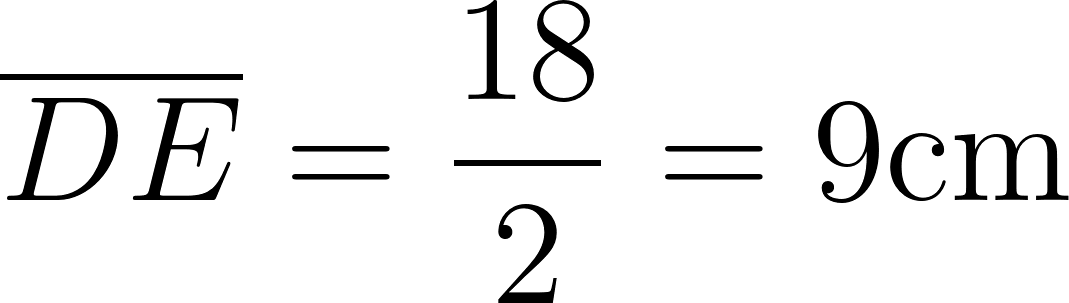 $\overline{DE} = \frac{18}{2} = 9\text{cm}$